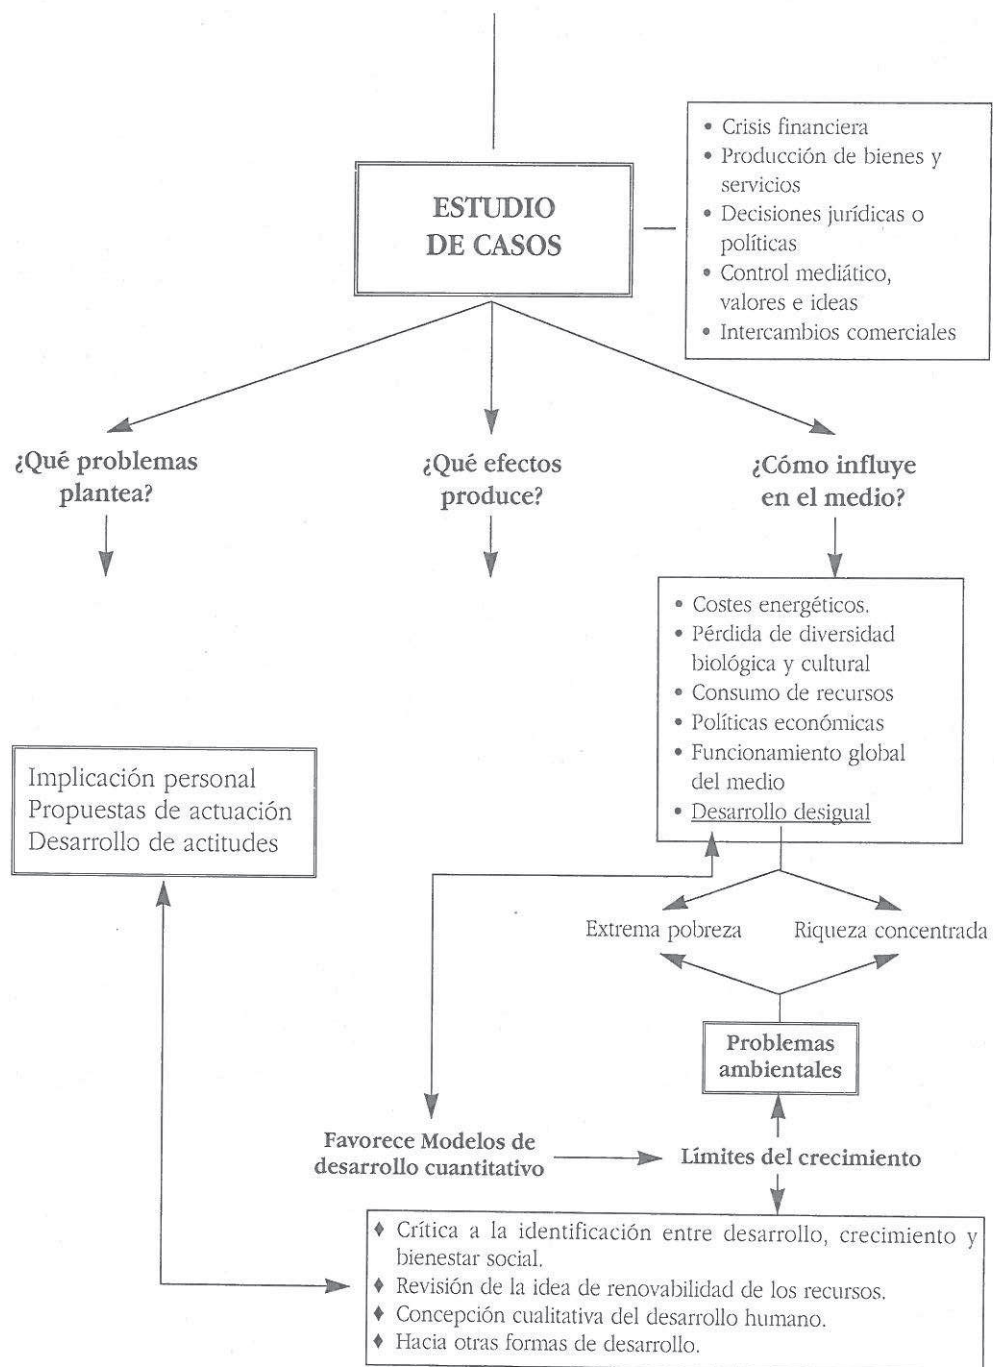 ESTUDIO
DE CASOS
• Crisis financiera
• Producción de bienes y
servicios
• Decisiones jurídicas o
políticas
• Control mediático,
valores e ideas
• Intercambios comerciales
¿Qué problemas
plantea?
¿Qué efectos
produce?
¿Cómo influye
en el medio?
• Costes energéticos.
• Pérdida de diversidad
biológica y cultural
• Consumo de recursos
• Políticas económicas
• Funcionamiento global
del medio
• Desarrollo desigual
Implicación personal
Propuestas de actuación
Desarrollo de actitudes
Extrema pobreza
Riqueza concentrada
Problemas
ambientales
Favorece Modelos de
desarrollo cuantitativo
Límites del crecimiento
♦ Crítica a la identificación entre desarrollo, crecimiento y
bienestar social.
♦ Revisión de la idea de renovabilidad de los recursos.
♦ Concepción cualitativa del desarrollo humano.
♦ Hacia otras formas de desarrollo.